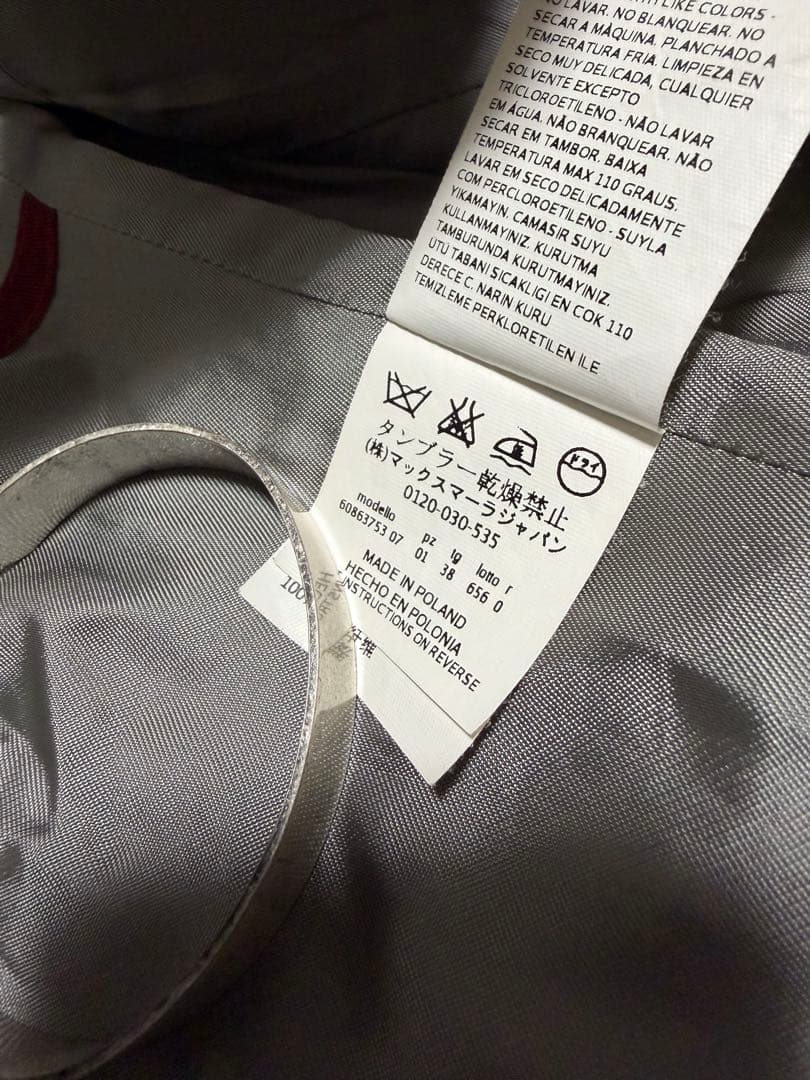 LIKE COLORS -
NO LAVAR. NO BLANQUEAR. NO
SECAR A MÁQUINA. PLANCHADO A
TEMPERATURA FRIA. LIMPIEZA EN
SECO MUY DELICADA, CUALQUIER
SOLVENTE EXCEPTO
TRICLOROETILENO - NÃO LAVAR
EM ÁGUA. NÃO BRANQUEAR. NÃO
SECAR EM TAMBOR. BAIXA
TEMPERATURA MAX 110 GRAUS.
LAVAR EM SECO DELICADAMENTE
COM PERCLOROETILENO - SUYLA
YIKAMAYIN. CAMASIR SUYU
KULLANMAYINIZ. KURUTMA
TAMBURUNDA KURUTMAYINIZ.
ÜTÜ TABANI SICAKLIGI EN COK 110
DERECE C. NARIN KURU
TEMIZLEME PERKLORETILEN ILE
ドライ
タンブラー乾燥禁止
(株)マックスマーラジャパン
0120-030-535
modello pz tg lotto r
60863753 07 01 38 656 0
MADE IN POLAND
HECHO EN POLONIA
INSTRUCTIONS ON REVERSE
100